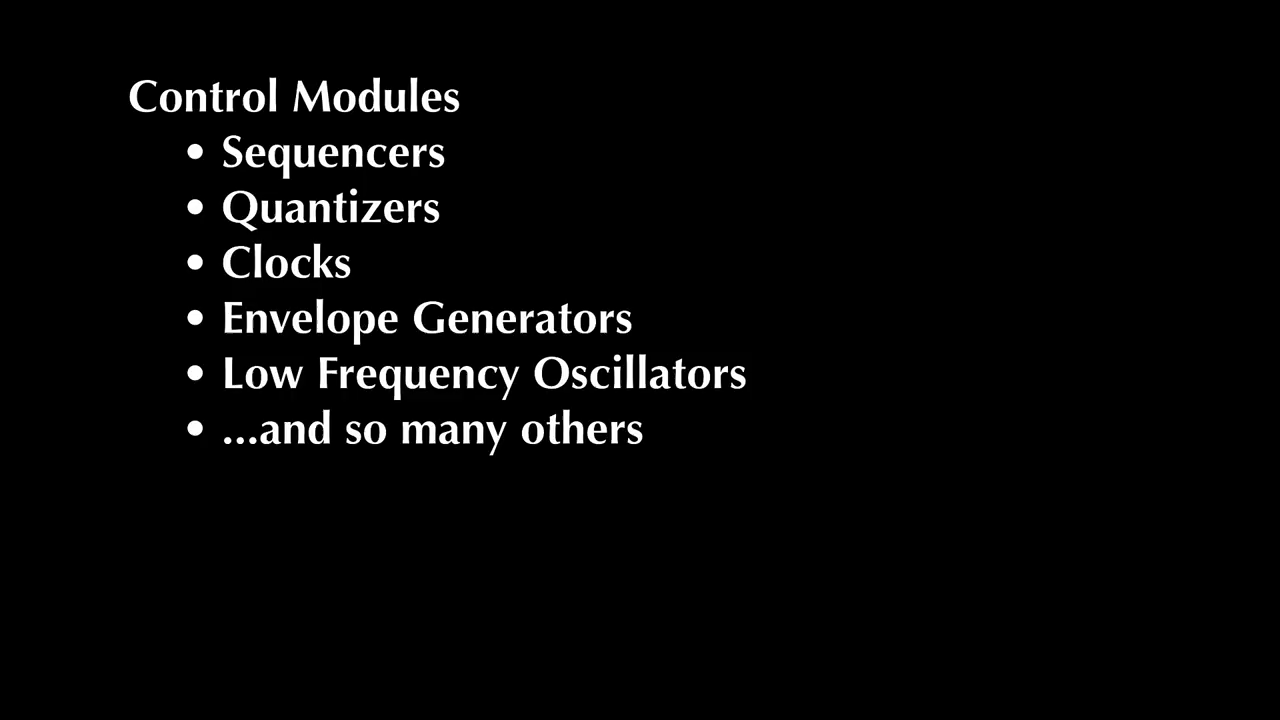 Control Modules
• Sequencers
• Quantizers
• Clocks
• Envelope Generators
• Low Frequency Oscillators
• ...and so many others